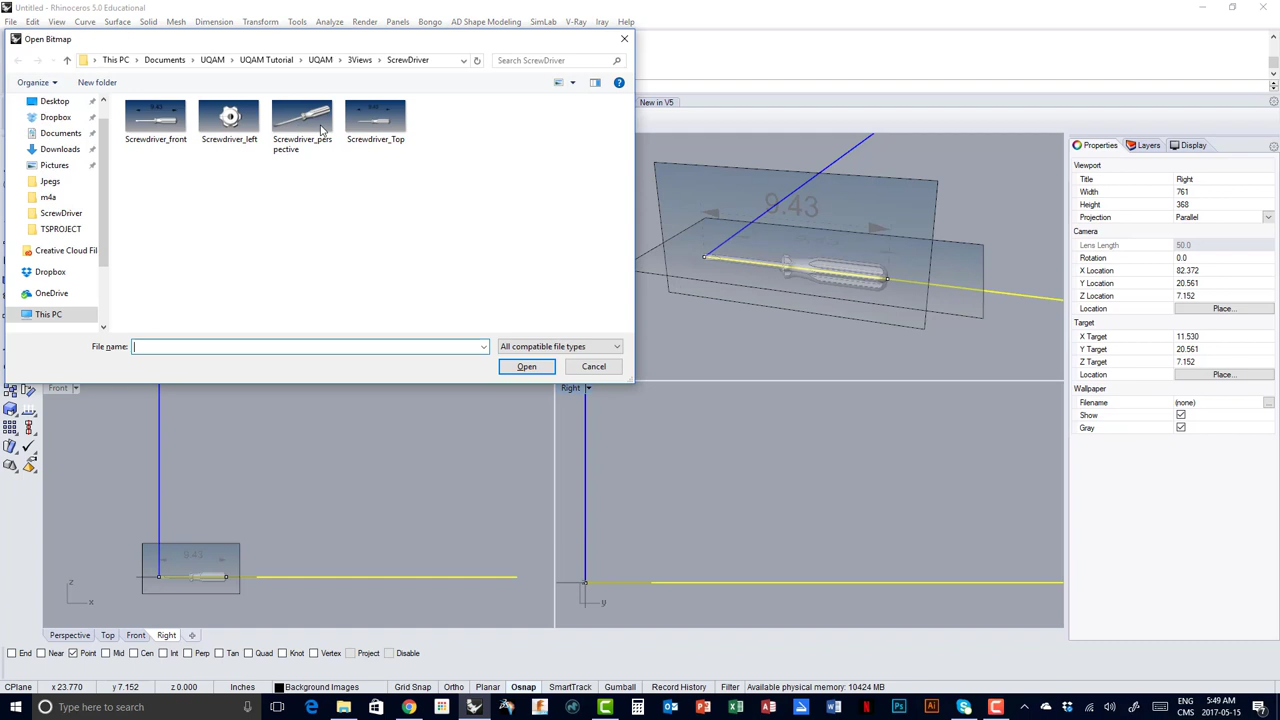 Untitled - Rhinoceros 5.0 Educational
File Edit View Curve Surface Solid Mesh Dimension Transform Tools Analyze Render Panels Bongo AD Shape Modeling SimLab V-Ray Iray Help
Open Bitmap
This PC > Documents > UQAM > UQAM Tutorial > UQAM > 3Views > ScrewDriver
Search ScrewDriver
Organize New folder
New in V5
Desktop
Dropbox
Documents
Downloads
Pictures
Jpegs
m4a
ScrewDriver
TSPROJECT
Creative Cloud Fil
Dropbox
OneDrive
This PC
9.43
Screwdriver_front
Screwdriver_left
Screwdriver_pers
pective
Screwdriver_Top
File name:
All compatible file types
Open Cancel
9.43
Properties Layers Display
Viewport
Title Right
Width 761
Height 368
Projection Parallel
Camera
Lens Length 50.0
Rotation 0.0
X Location 82.372
Y Location 20.561
Z Location 7.152
Location Place...
Target
X Target 11.530
Y Target 20.561
Z Target 7.152
Location Place...
Wallpaper
Filename (none) ...
Show
Gray
Front
9.43
z
x
Right
y
Perspective Top Front Right
End Near Point Mid Cen Int Perp Tan Quad Knot Vertex Project Disable
CPlane x 23.770 y 7.152 z 0.000 Inches Background Images Grid Snap Ortho Planar Osnap SmartTrack Gumball Record History Filter Available physical memory: 10424 MB
Type here to search
ENG
CMS
5:49 AM
2017-05-15